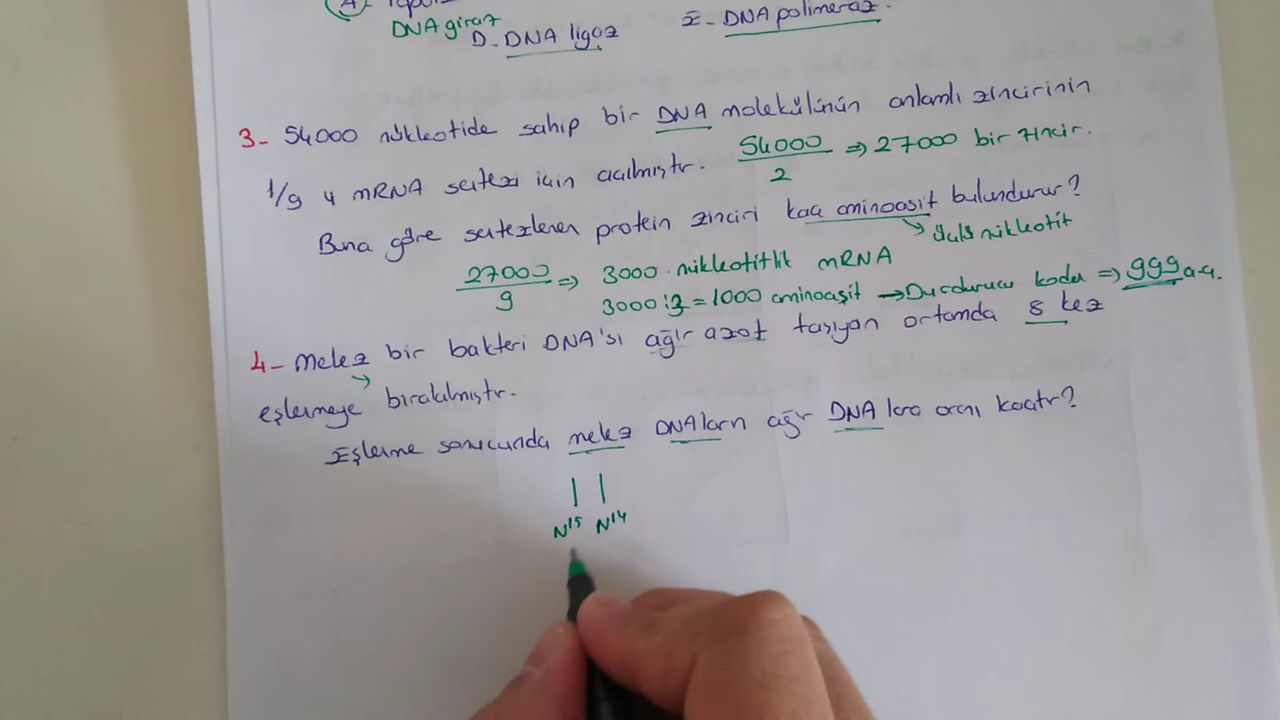 DNA giraz
D- DNA ligaz
E- DNA polimeraz.
3- 54000 nükleotide sahip bir DNA molekülünün anlamlı zincirinin
1/9 u mRNA sentezi için açılmıştır. 54000/2 => 27000 bir zincir.
Buna göre sentezlenen protein zinciri kaç aminoasit bulundurur?
27000/9 => 3000 nükleotitlik mRNA
3000:3 = 1000 aminoasit → Durdurucu kodon => 999 a.a.
4- Melez bir bakteri DNA'sı ağır azot taşıyan ortamda 5 kez
eşlenmeye bırakılmıştır.
Eşlenme sonucunda melez DNAların ağır DNA lara oranı kaçtır?
N15 N14